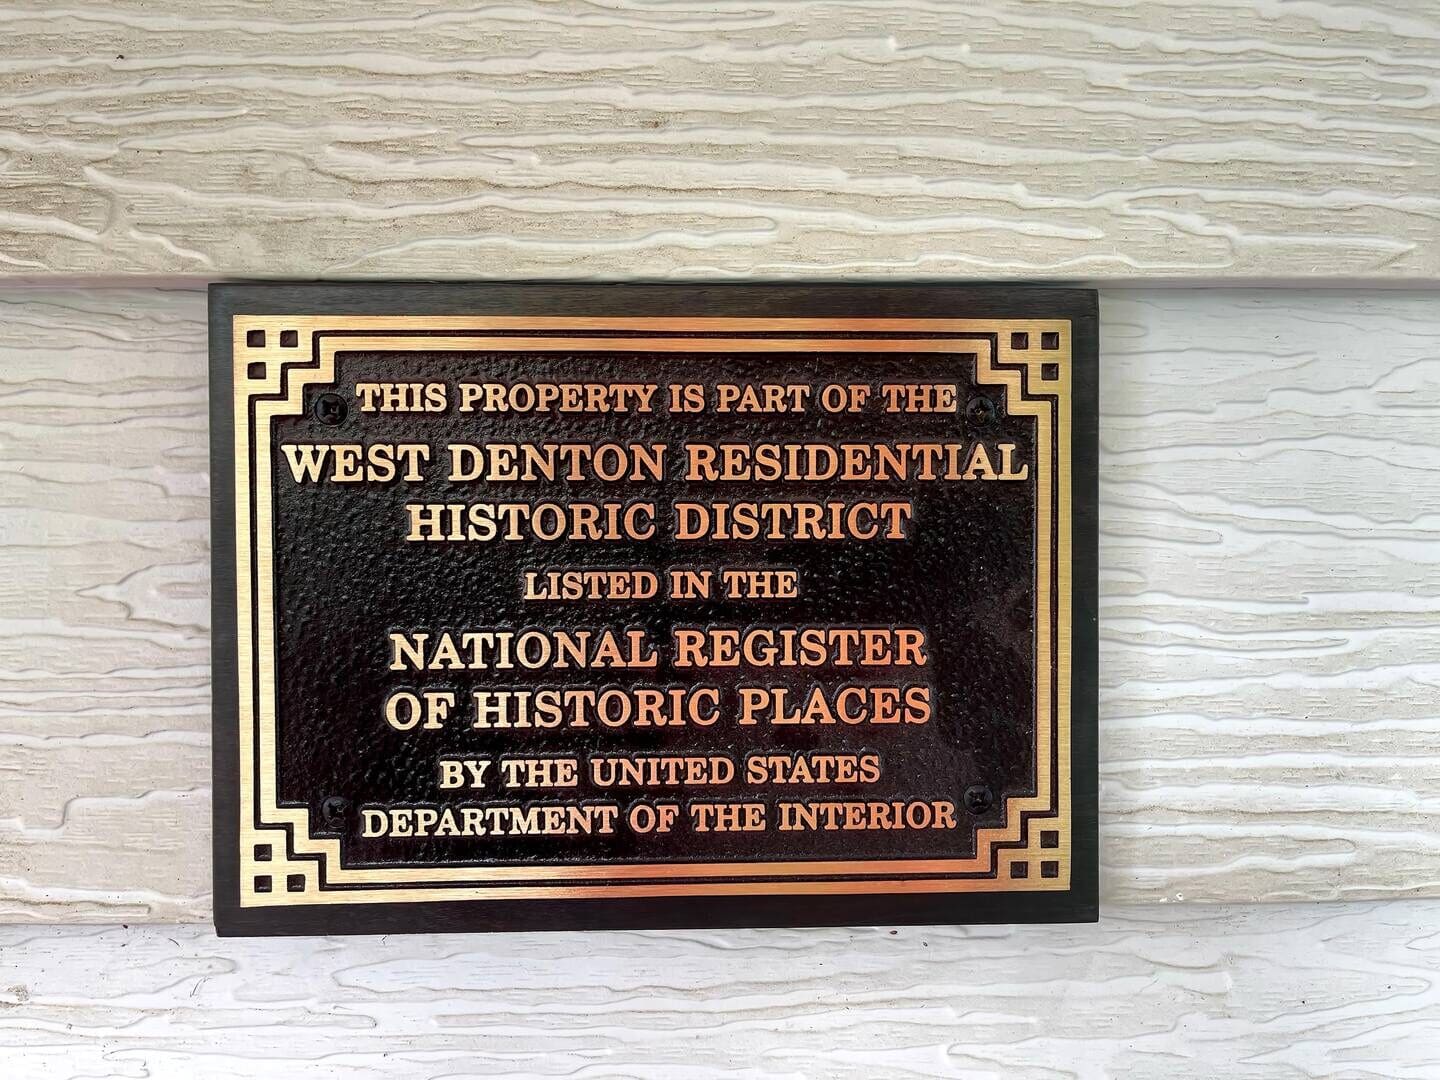 THIS PROPERTY IS PART OF THE
WEST DENTON RESIDENTIAL
HISTORIC DISTRICT
LISTED IN THE
NATIONAL REGISTER
OF HISTORIC PLACES
BY THE UNITED STATES
DEPARTMENT OF THE INTERIOR